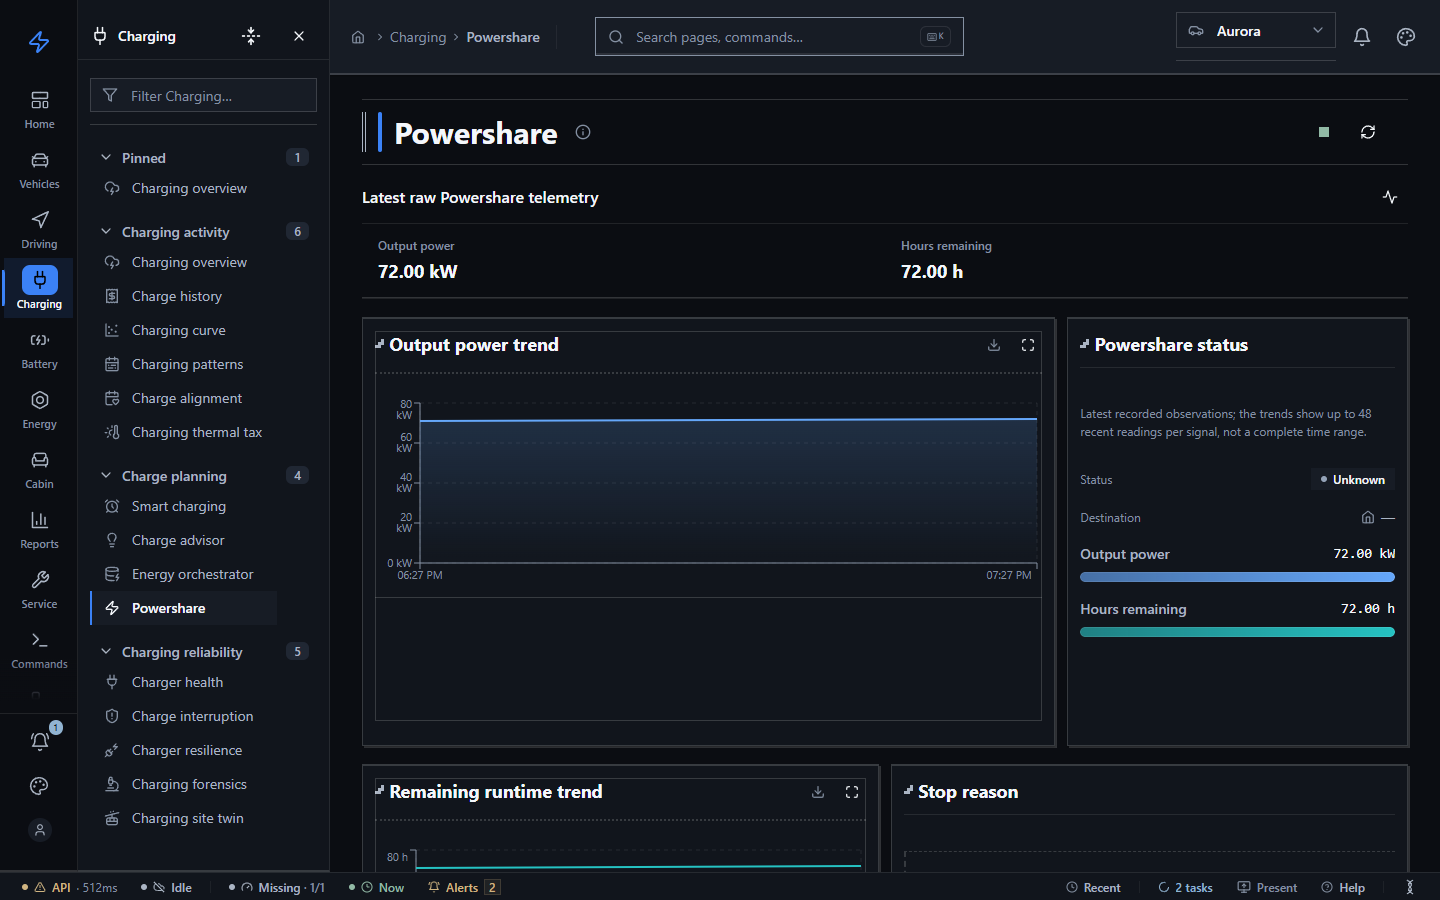 Home
Vehicles
Driving
Charging
Battery
Energy
Cabin
Reports
Service
Commands
1
Charging
Filter Charging...
Pinned 1
Charging overview
Charging activity 6
Charging overview
Charge history
Charging curve
Charging patterns
Charge alignment
Charging thermal tax
Charge planning 4
Smart charging
Charge advisor
Energy orchestrator
Powershare
Charging reliability 5
Charger health
Charge interruption
Charger resilience
Charging forensics
Charging site twin
Charging Powershare
Search pages, commands... K
Aurora
Powershare
Latest raw Powershare telemetry
Output power
72.00 kW
Hours remaining
72.00 h
Output power trend
80 kW
60 kW
40 kW
20 kW
0 kW
06:27 PM 07:27 PM
Powershare status
Latest recorded observations; the trends show up to 48
recent readings per signal, not a complete time range.
Status Unknown
Destination —
Output power 72.00 kW
Hours remaining 72.00 h
Remaining runtime trend
80 h
Stop reason
API · 512ms Idle Missing · 1/1 Now Alerts 2 Recent 2 tasks Present Help